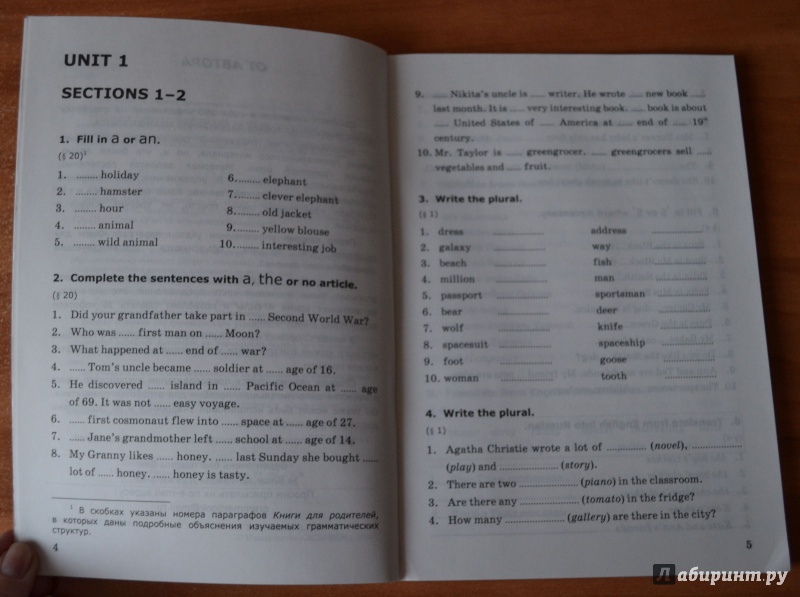 UNIT 1
SECTIONS 1–2
1. Fill in a or an.
(§ 20)¹
1. ........ holiday
2. ........ hamster
3. ........ hour
4. ........ animal
5. ........ wild animal
6......... elephant
7......... clever elephant
8......... old jacket
9......... yellow blouse
10......... interesting job
2. Complete the sentences with a, the or no article.
(§ 20)
1. Did your grandfather take part in ...... Second World War?
2. Who was ...... first man on ...... Moon?
3. What happened at ...... end of ...... war?
4. ...... Tom's uncle became ...... soldier at ...... age of 16.
5. He discovered ...... island in ...... Pacific Ocean at ...... age
of 69. It was not ...... easy voyage.
6. ...... first cosmonaut flew into ...... space at ...... age of 27.
7. ...... Jane's grandmother left ...... school at ...... age of 14.
8. My Granny likes ...... honey. ...... last Sunday she bought ......
lot of ...... honey. ...... honey is tasty.
¹ В скобках указаны номера параграфов Книги для родителей,
в которых даны подробные объяснения изучаемых грамматических
структур.
4
9. ...... Nikita's uncle is ...... writer. He wrote ...... new book ......
last month. It is ...... very interesting book. ...... book is about
...... United States of ...... America at ...... end of ...... 19th
century.
10. Mr. Taylor is ...... greengrocer. ...... greengrocers sell ......
vegetables and ...... fruit.
3. Write the plural.
(§ 1)
1. dress .......... address ..........
2. galaxy .......... way ..........
3. beach .......... fish ..........
4. million .......... man ..........
5. passport .......... sportsman ..........
6. bear .......... deer ..........
7. wolf .......... knife ..........
8. spacesuit .......... spaceship ..........
9. foot .......... goose ..........
10. woman .......... tooth ..........
4. Write the plural.
(§ 1)
1. Agatha Christie wrote a lot of .............. (novel), ..............
(play) and .............. (story).
2. There are two .............. (piano) in the classroom.
3. Are there any .............. (tomato) in the fridge?
4. How many .............. (gallery) are there in the city?
5
Лабиринт.ру